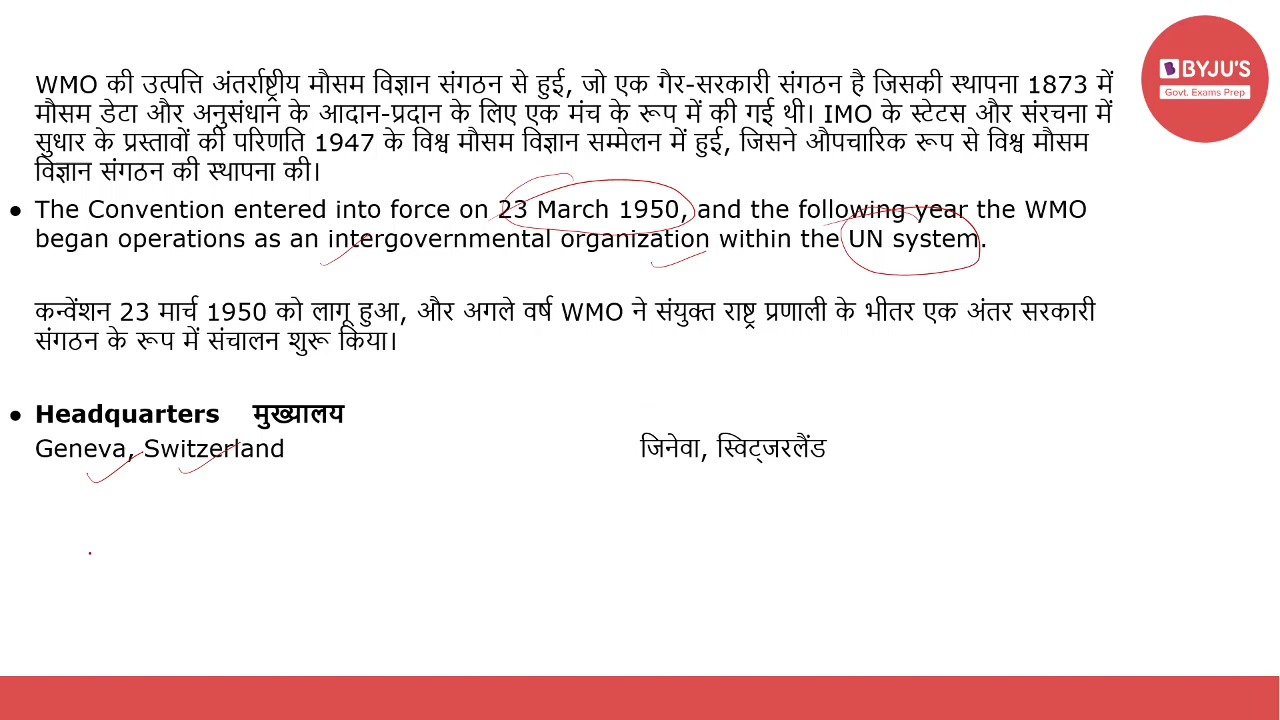 BYJU'S
Govt. Exams Prep
WMO की उत्पत्ति अंतर्राष्ट्रीय मौसम विज्ञान संगठन से हुई, जो एक गैर-सरकारी संगठन है जिसकी स्थापना 1873 में
मौसम डेटा और अनुसंधान के आदान-प्रदान के लिए एक मंच के रूप में की गई थी। IMO के स्टेटस और संरचना में
सुधार के प्रस्तावों की परिणति 1947 के विश्व मौसम विज्ञान सम्मेलन में हुई, जिसने औपचारिक रूप से विश्व मौसम
विज्ञान संगठन की स्थापना की।
● The Convention entered into force on 23 March 1950, and the following year the WMO
began operations as an intergovernmental organization within the UN system.
कन्वेंशन 23 मार्च 1950 को लागू हुआ, और अगले वर्ष WMO ने संयुक्त राष्ट्र प्रणाली के भीतर एक अंतर सरकारी
संगठन के रूप में संचालन शुरू किया।
● Headquarters मुख्यालय
Geneva, Switzerland जिनेवा, स्विट्जरलैंड